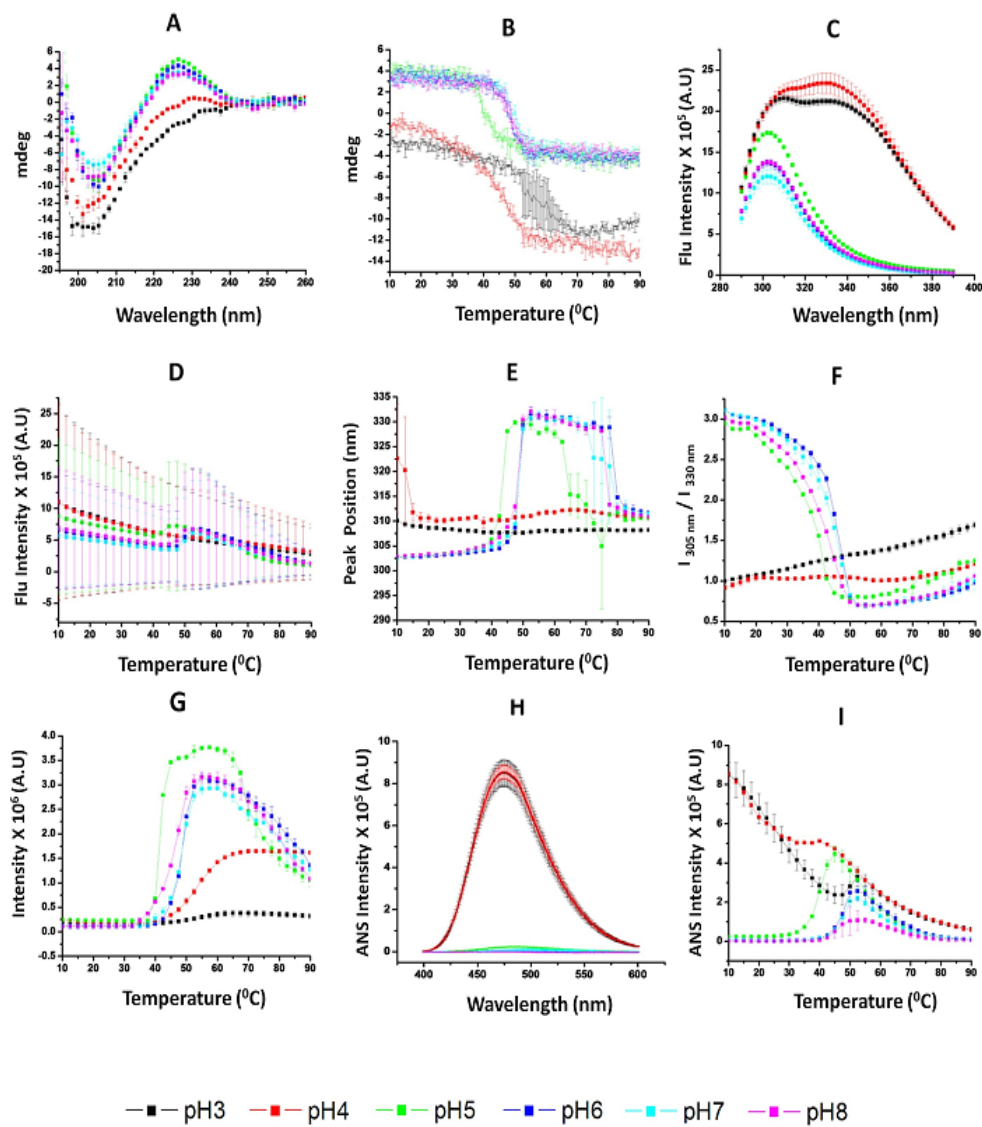 A
B
C
6
4
2
0
-2
-4
-6
-8
-10
-12
-14
-16
-18
-20
mdeg
200 210 220 230 240 250 260
Wavelength (nm)
6
4
2
0
-2
-4
-6
-8
-10
-12
-14
mdeg
10 20 30 40 50 60 70 80 90
Temperature (⁰C)
25
20
15
10
5
0
Flu Intensity X 10⁵ (A.U)
280 300 320 340 360 380 400
Wavelength (nm)
D
E
F
25
20
15
10
5
0
-5
Flu Intensity X 10⁵ (A.U)
10 20 30 40 50 60 70 80 90
Temperature (⁰C)
335
330
325
320
315
310
305
300
295
290
Peak Position (nm)
10 20 30 40 50 60 70 80 90
Temperature (⁰C)
3.0
2.5
2.0
1.5
1.0
0.5
I 305 nm / I 330 nm
10 20 30 40 50 60 70 80 90
Temperature (⁰C)
G
H
I
4.0
3.5
3.0
2.5
2.0
1.5
1.0
0.5
0.0
-0.5
Intensity X 10⁶ (A.U)
10 20 30 40 50 60 70 80 90
Temperature (⁰C)
10
8
6
4
2
0
ANS Intensity X 10⁵ (A.U)
400 450 500 550 600
Wavelength (nm)
10
8
6
4
2
0
ANS Intensity X 10⁵ (A.U)
10 20 30 40 50 60 70 80 90
Temperature (⁰C)
pH3 pH4 pH5 pH6 pH7 pH8